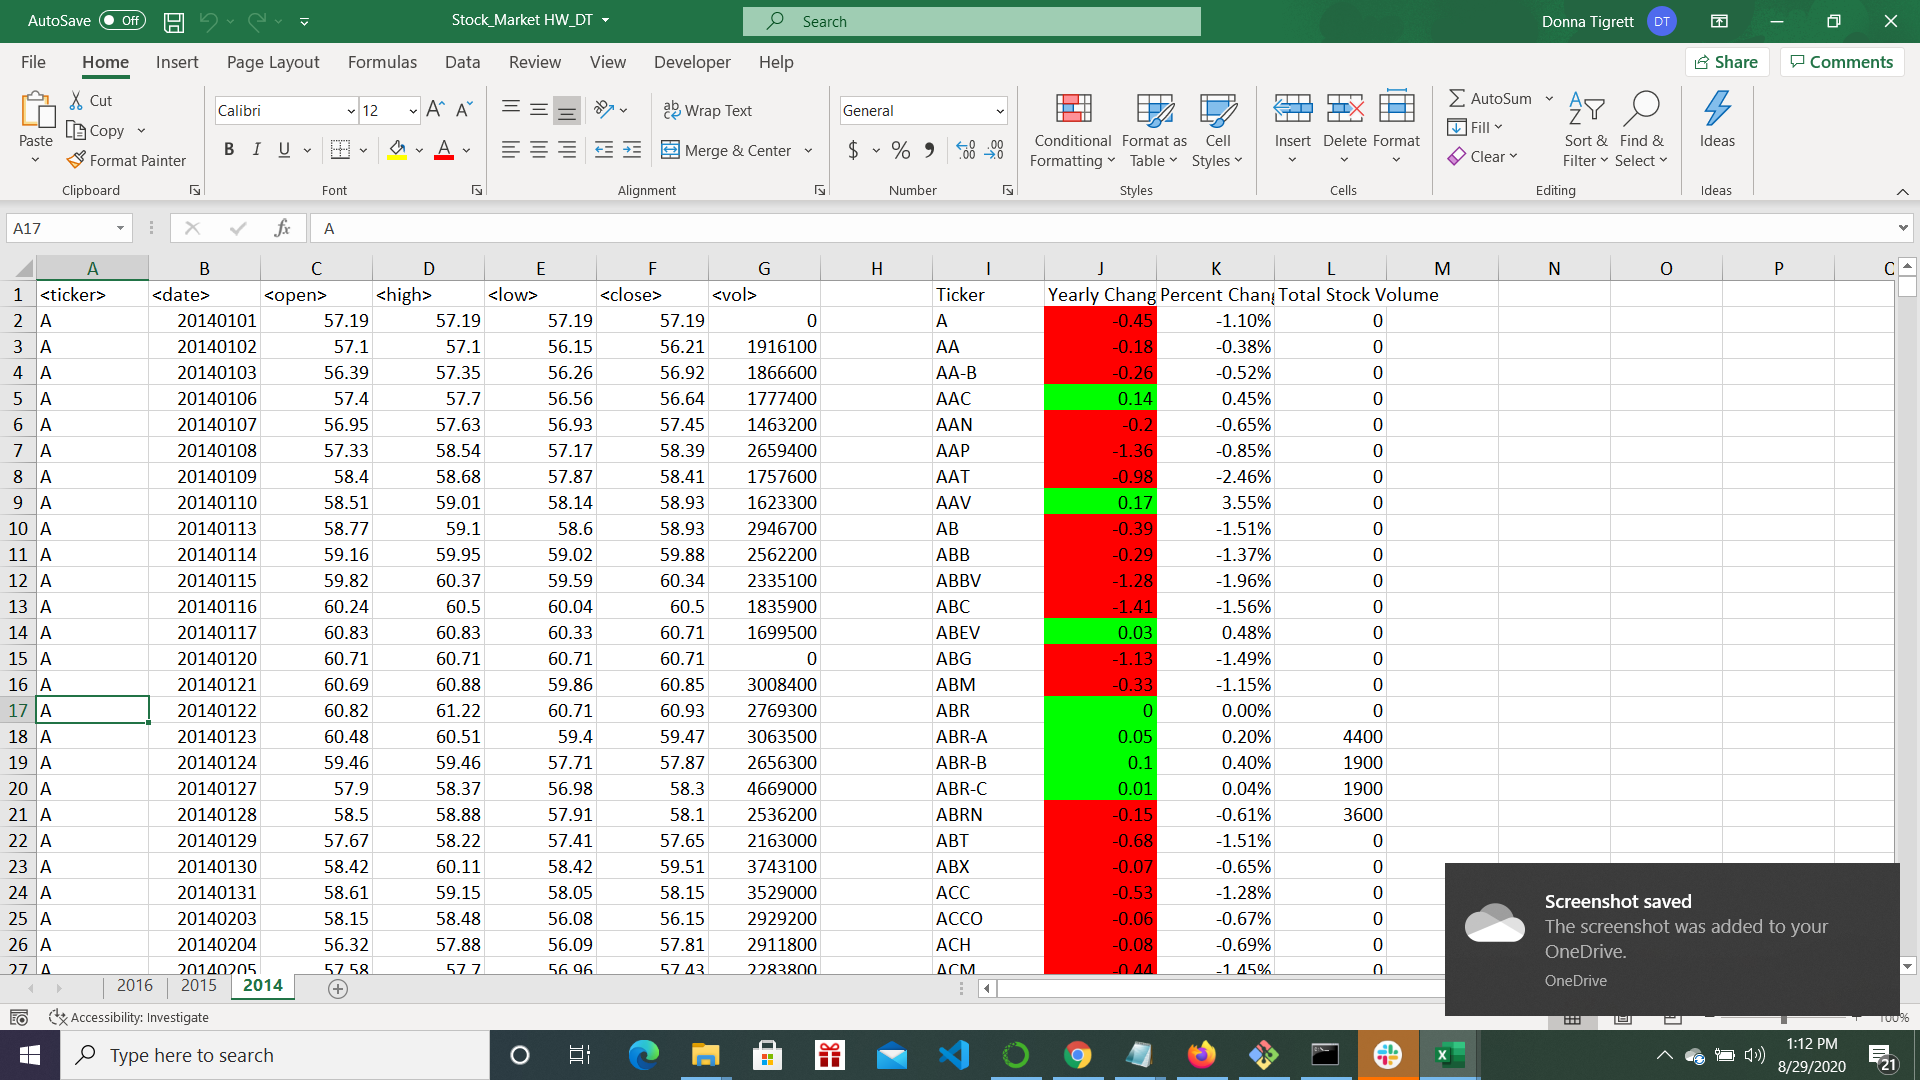 AutoSave Off Stock_Market HW_DT Search Donna Tigrett DT
File Home Insert Page Layout Formulas Data Review View Developer Help Share Comments
Paste Cut Copy Format Painter Clipboard
Calibri 12 B I U A Font
ab Wrap Text Merge & Center Alignment
General $ % Number
Conditional Formatting Format as Table Cell Styles Styles
Insert Delete Format Cells
AutoSum Fill Clear Sort & Filter Find & Select Editing
Ideas Ideas
A17 fx A
A B C D E F G H I J K L M N O P
1 <ticker> <date> <open> <high> <low> <close> <vol> Ticker Yearly Chang Percent Chang Total Stock Volume
2 A 20140101 57.19 57.19 57.19 57.19 0 A -0.45 -1.10% 0
3 A 20140102 57.1 57.1 56.15 56.21 1916100 AA -0.18 -0.38% 0
4 A 20140103 56.39 57.35 56.26 56.92 1866600 AA-B -0.26 -0.52% 0
5 A 20140106 57.4 57.7 56.56 56.64 1777400 AAC 0.14 0.45% 0
6 A 20140107 56.95 57.63 56.93 57.45 1463200 AAN -0.2 -0.65% 0
7 A 20140108 57.33 58.54 57.17 58.39 2659400 AAP -1.36 -0.85% 0
8 A 20140109 58.4 58.68 57.87 58.41 1757600 AAT -0.98 -2.46% 0
9 A 20140110 58.51 59.01 58.14 58.93 1623300 AAV 0.17 3.55% 0
10 A 20140113 58.77 59.1 58.6 58.93 2946700 AB -0.39 -1.51% 0
11 A 20140114 59.16 59.95 59.02 59.88 2562200 ABB -0.29 -1.37% 0
12 A 20140115 59.82 60.37 59.59 60.34 2335100 ABBV -1.28 -1.96% 0
13 A 20140116 60.24 60.5 60.04 60.5 1835900 ABC -1.41 -1.56% 0
14 A 20140117 60.83 60.83 60.33 60.71 1699500 ABEV 0.03 0.48% 0
15 A 20140120 60.71 60.71 60.71 60.71 0 ABG -1.13 -1.49% 0
16 A 20140121 60.69 60.88 59.86 60.85 3008400 ABM -0.33 -1.15% 0
17 A 20140122 60.82 61.22 60.71 60.93 2769300 ABR 0 0.00% 0
18 A 20140123 60.48 60.51 59.4 59.47 3063500 ABR-A 0.05 0.20% 4400
19 A 20140124 59.46 59.46 57.71 57.87 2656300 ABR-B 0.1 0.40% 1900
20 A 20140127 57.9 58.37 56.98 58.3 4669000 ABR-C 0.01 0.04% 1900
21 A 20140128 58.5 58.88 57.91 58.1 2536200 ABRN -0.15 -0.61% 3600
22 A 20140129 57.67 58.22 57.41 57.65 2163000 ABT -0.68 -1.51% 0
23 A 20140130 58.42 60.11 58.42 59.51 3743100 ABX -0.07 -0.65% 0
24 A 20140131 58.61 59.15 58.05 58.15 3529000 ACC -0.53 -1.28% 0
25 A 20140203 58.15 58.48 56.08 56.15 2929200 ACCO -0.06 -0.67% 0
26 A 20140204 56.32 57.88 56.09 57.81 2911800 ACH -0.08 -0.69% 0
27 A 20140205 57.58 57.7 56.96 57.43 2283800 ACM -0.44 -1.45% 0
Screenshot saved
The screenshot was added to your
OneDrive.
OneDrive
2016 2015 2014
Accessibility: Investigate 100%
Type here to search 1:12 PM
8/29/2020 21